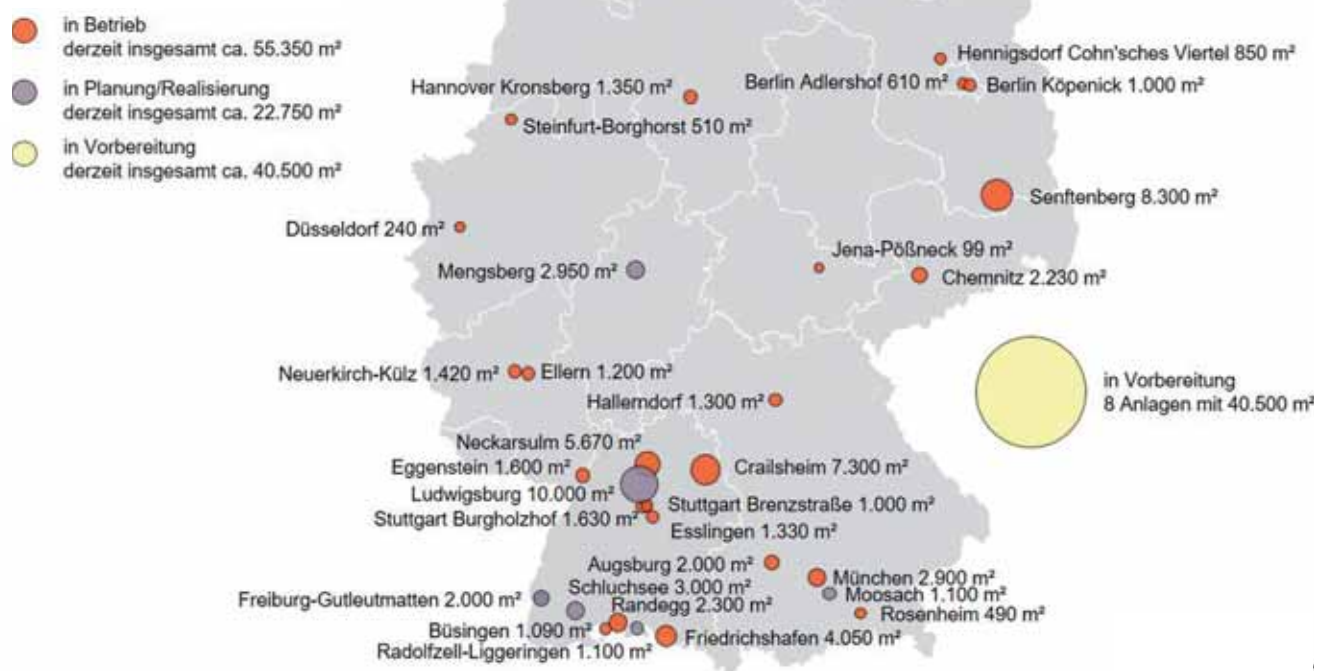 in Betrieb
derzeit insgesamt ca. 55.350 m²
in Planung/Realisierung
derzeit insgesamt ca. 22.750 m²
in Vorbereitung
derzeit insgesamt ca. 40.500 m²
Hennigsdorf Cohn'sches Viertel 850 m²
Hannover Kronsberg 1.350 m²
Berlin Adlershof 610 m²
Berlin Köpenick 1.000 m²
Steinfurt-Borghorst 510 m²
Senftenberg 8.300 m²
Düsseldorf 240 m²
Jena-Pößneck 99 m²
Mengsberg 2.950 m²
Chemnitz 2.230 m²
Neuerkirch-Külz 1.420 m²
Ellern 1.200 m²
in Vorbereitung
8 Anlagen mit 40.500 m²
Hallerndorf 1.300 m²
Neckarsulm 5.670 m²
Eggenstein 1.600 m²
Crailsheim 7.300 m²
Ludwigsburg 10.000 m²
Stuttgart Brenzstraße 1.000 m²
Stuttgart Burgholzhof 1.630 m²
Esslingen 1.330 m²
Augsburg 2.000 m²
München 2.900 m²
Schluchsee 3.000 m²
Moosach 1.100 m²
Freiburg-Gutleutmatten 2.000 m²
Randegg 2.300 m²
Rosenheim 490 m²
Büsingen 1.090 m²
Friedrichshafen 4.050 m²
Radolfzell-Liggeringen 1.100 m²